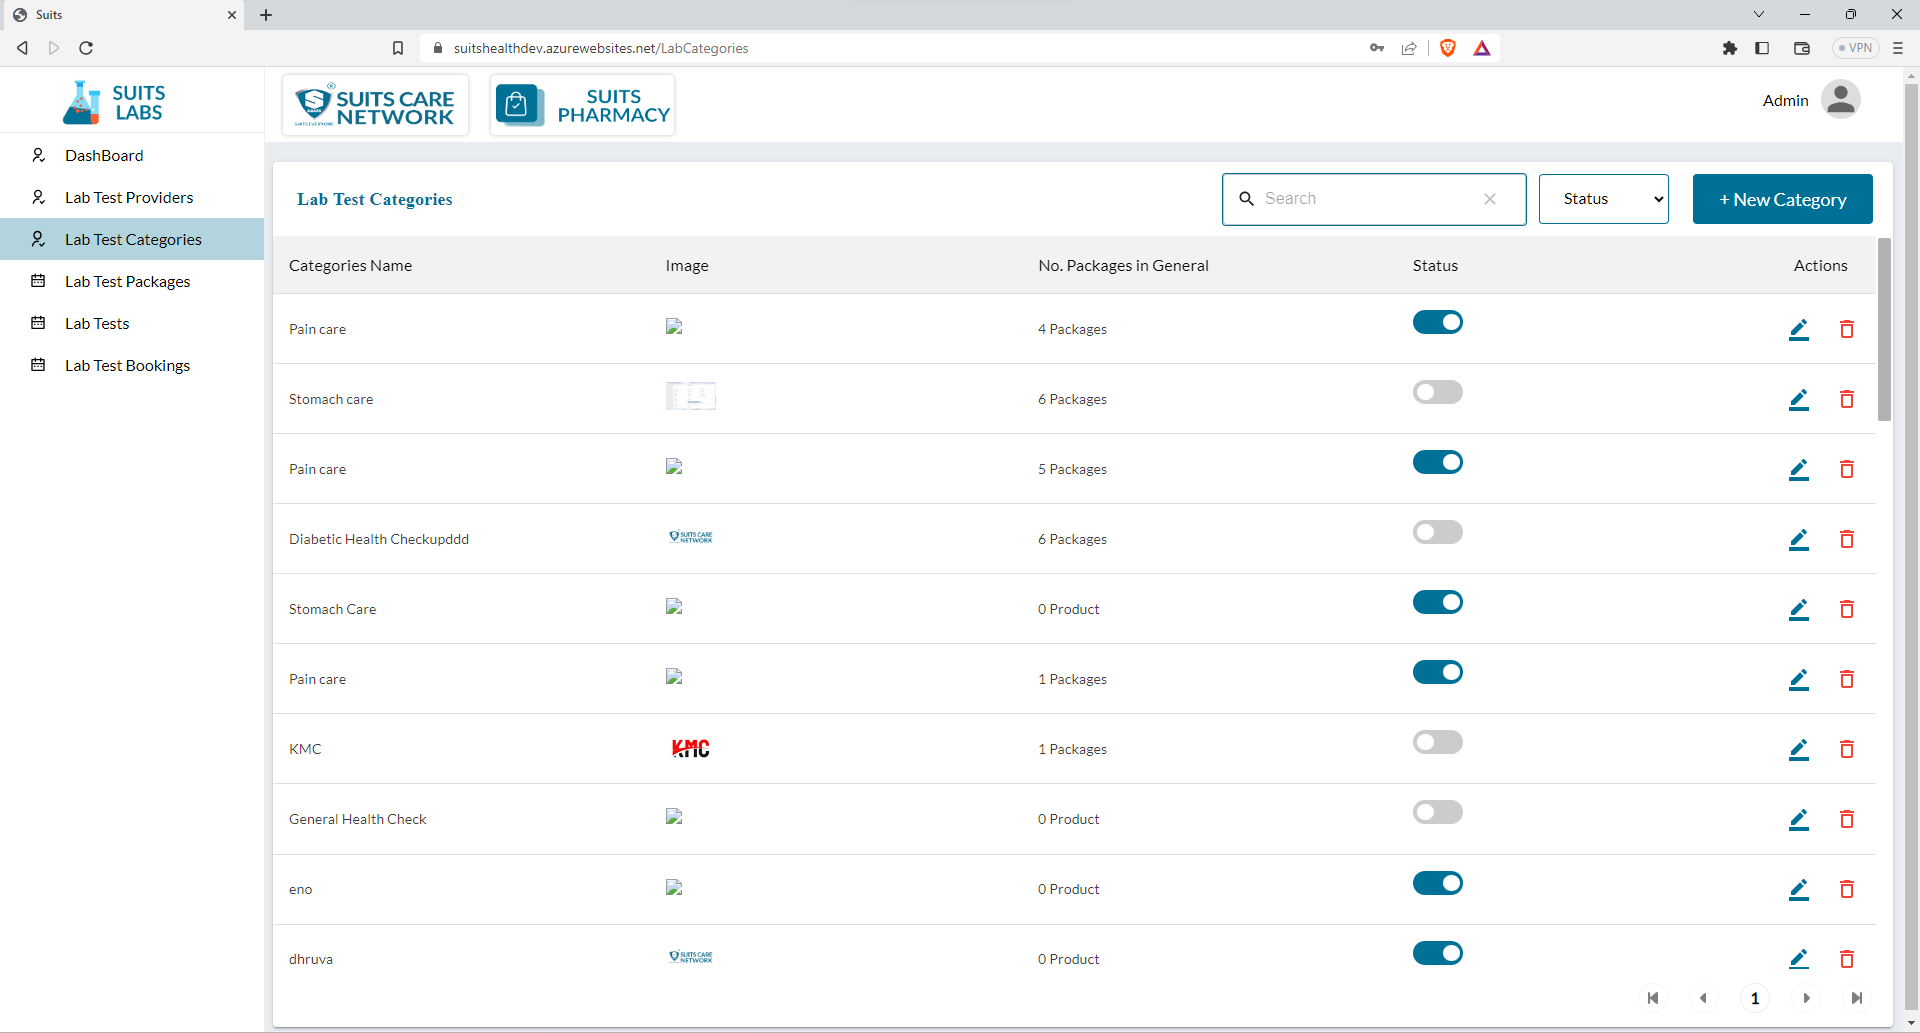 Suits
suitshealthdev.azurewebsites.net/LabCategories
VPN
SUITS
LABS
SUITS CARE
NETWORK
SUITS
PHARMACY
Admin
DashBoard
Lab Test Providers
Lab Test Categories
Lab Test Packages
Lab Tests
Lab Test Bookings
Lab Test Categories
Search
Status
+ New Category
Categories Name Image No. Packages in General Status Actions
Pain care 4 Packages
Stomach care 6 Packages
Pain care 5 Packages
Diabetic Health Checkupddd SUITS CARE NETWORK 6 Packages
Stomach Care 0 Product
Pain care 1 Packages
KMC KMC 1 Packages
General Health Check 0 Product
eno 0 Product
dhruva SUITS CARE NETWORK 0 Product
1